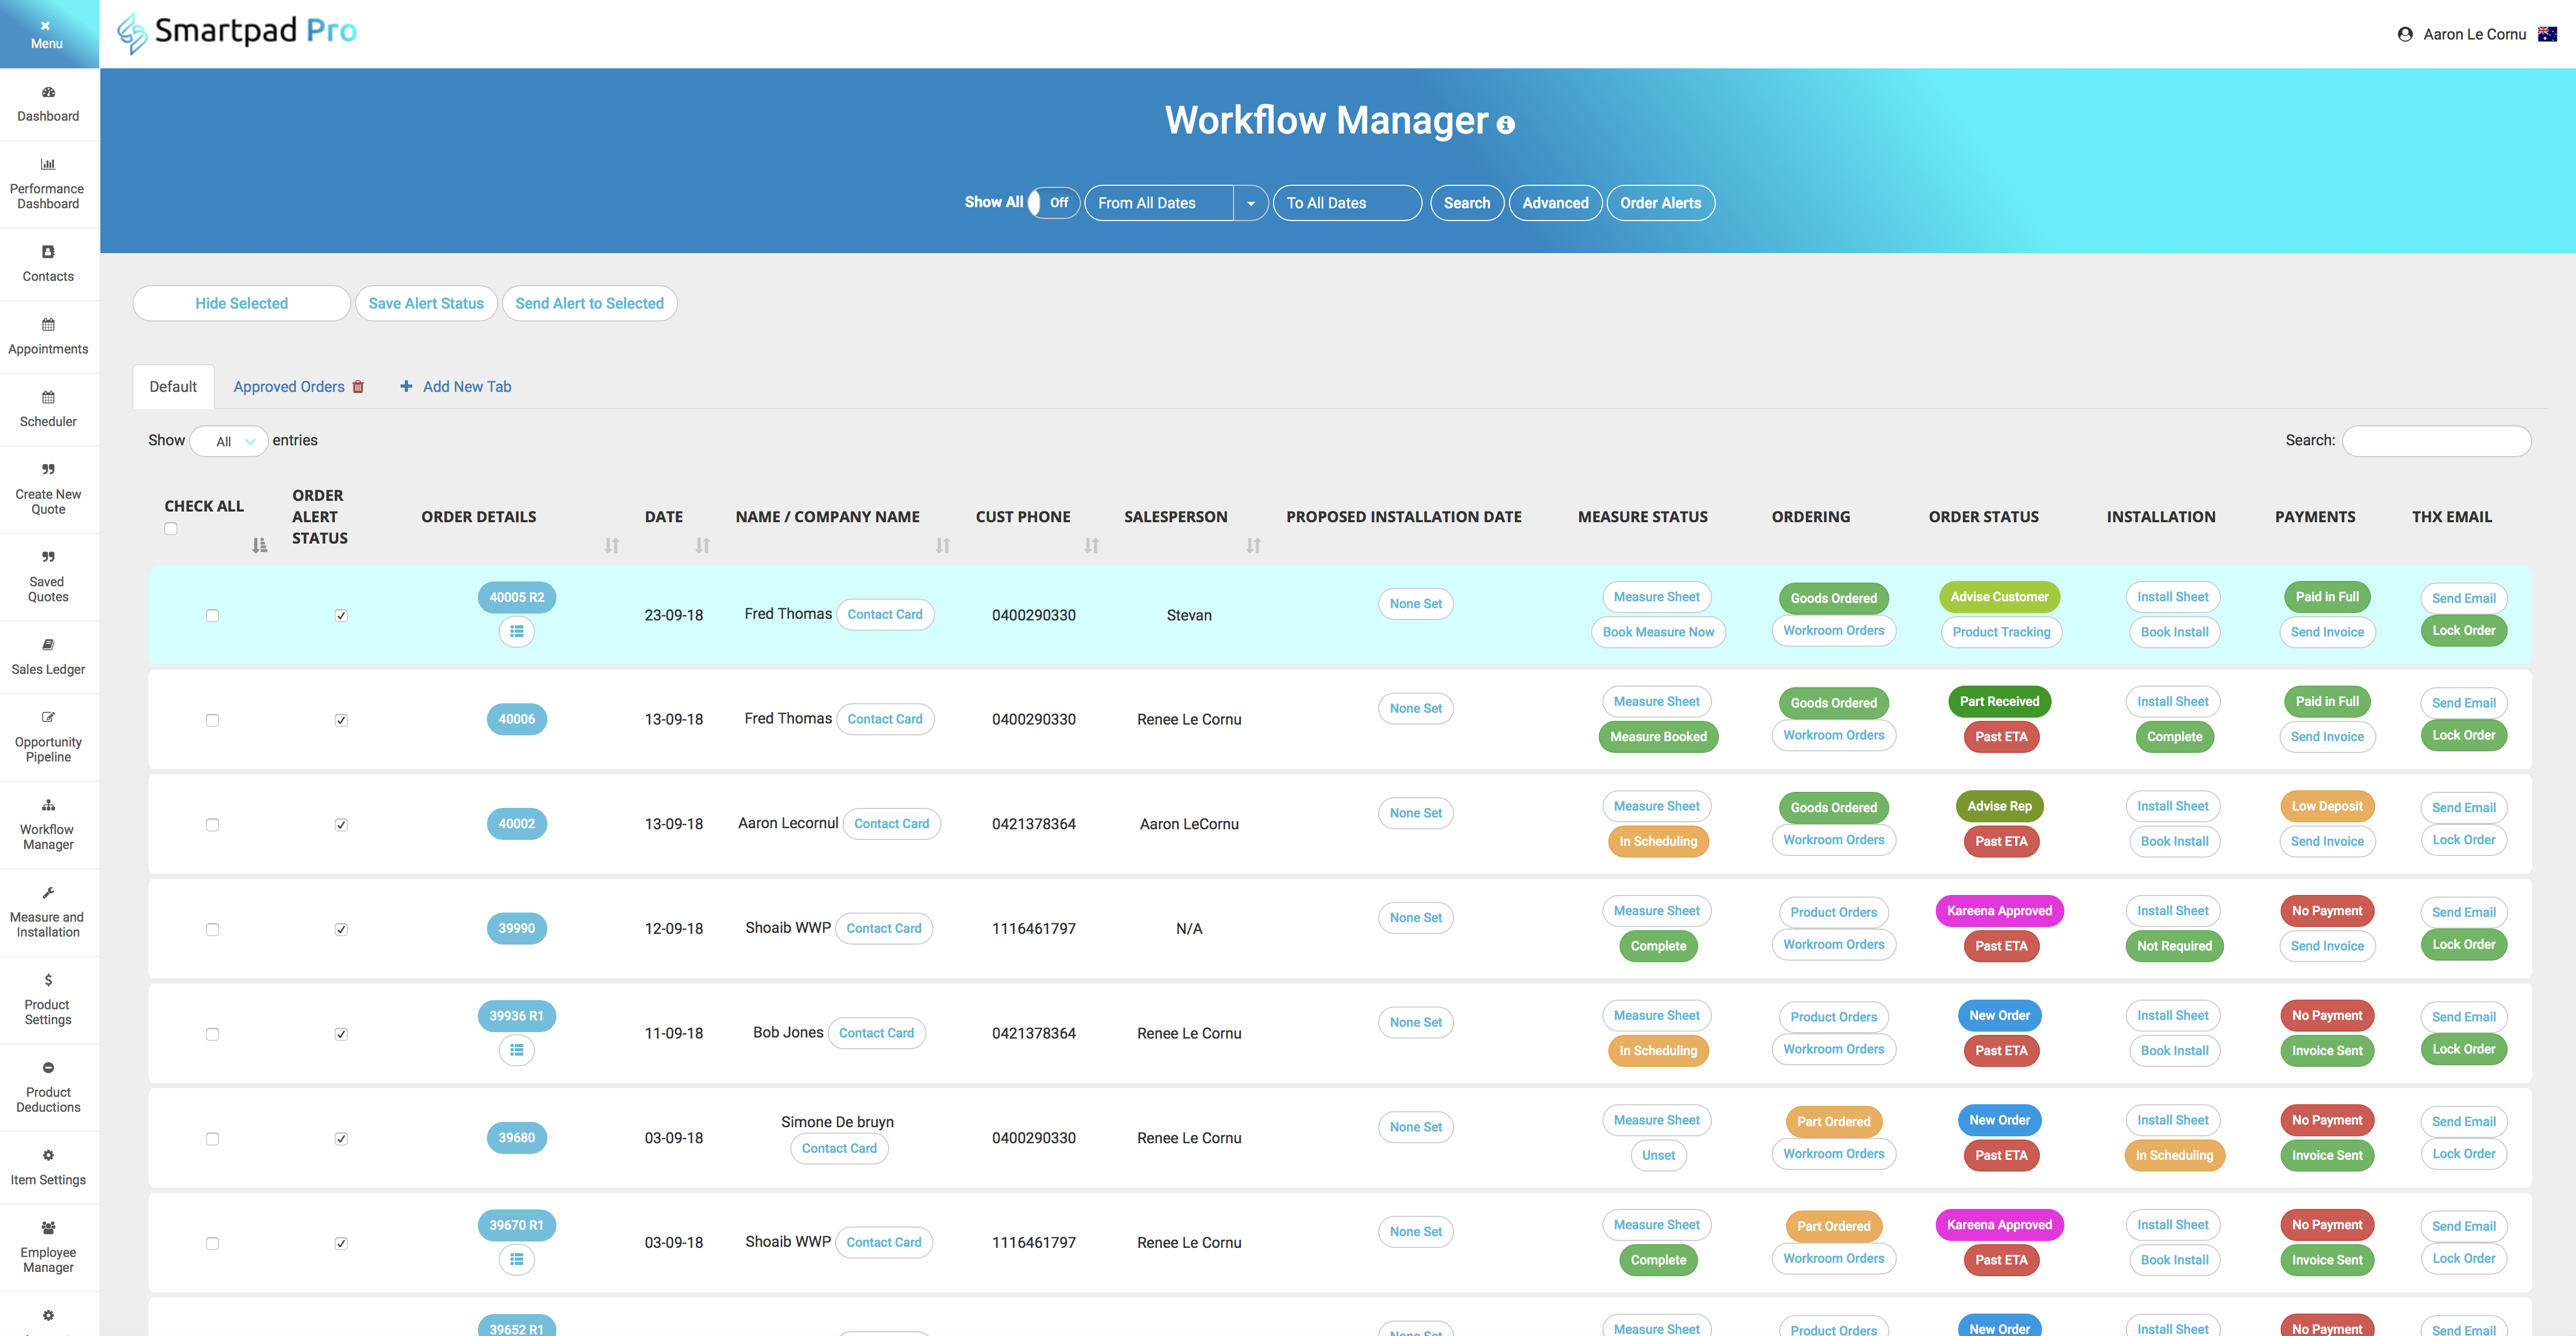 Menu
Smartpad Pro
Aaron Le Cornu
Dashboard
Performance
Dashboard
Contacts
Appointments
Scheduler
Create New
Quote
Saved
Quotes
Sales Ledger
Opportunity
Pipeline
Workflow
Manager
Measure and
Installation
Product
Settings
Product
Deductions
Item Settings
Employee
Manager
Workflow Manager
Show All Off From All Dates To All Dates Search Advanced Order Alerts
Hide Selected Save Alert Status Send Alert to Selected
Default Approved Orders Add New Tab
Show All entries Search:
CHECK ALL ORDER ALERT STATUS ORDER DETAILS DATE NAME / COMPANY NAME CUST PHONE SALESPERSON PROPOSED INSTALLATION DATE MEASURE STATUS ORDERING ORDER STATUS INSTALLATION PAYMENTS THX EMAIL
40005 R2 23-09-18 Fred Thomas Contact Card 0400290330 Stevan None Set Measure Sheet Goods Ordered Advise Customer Install Sheet Paid in Full Send Email
Book Measure Now Workroom Orders Product Tracking Book Install Send Invoice Lock Order
40006 13-09-18 Fred Thomas Contact Card 0400290330 Renee Le Cornu None Set Measure Sheet Goods Ordered Part Received Install Sheet Paid in Full Send Email
Measure Booked Workroom Orders Past ETA Complete Send Invoice Lock Order
40002 13-09-18 Aaron Lecornul Contact Card 0421378364 Aaron LeCornu None Set Measure Sheet Goods Ordered Advise Rep Install Sheet Low Deposit Send Email
In Scheduling Workroom Orders Past ETA Book Install Send Invoice Lock Order
39990 12-09-18 Shoaib WWP Contact Card 1116461797 N/A None Set Measure Sheet Product Orders Kareena Approved Install Sheet No Payment Send Email
Complete Workroom Orders Past ETA Not Required Send Invoice Lock Order
39936 R1 11-09-18 Bob Jones Contact Card 0421378364 Renee Le Cornu None Set Measure Sheet Product Orders New Order Install Sheet No Payment Send Email
In Scheduling Workroom Orders Past ETA Book Install Invoice Sent Lock Order
39680 03-09-18 Simone De bruyn Contact Card 0400290330 Renee Le Cornu None Set Measure Sheet Part Ordered New Order Install Sheet No Payment Send Email
Unset Workroom Orders Past ETA In Scheduling Invoice Sent Lock Order
39670 R1 03-09-18 Shoaib WWP Contact Card 1116461797 Renee Le Cornu None Set Measure Sheet Part Ordered Kareena Approved Install Sheet No Payment Send Email
Complete Workroom Orders Past ETA Book Install Invoice Sent Lock Order
39652 R1 None Set Measure Sheet Product Orders New Order Install Sheet No Payment Send Email